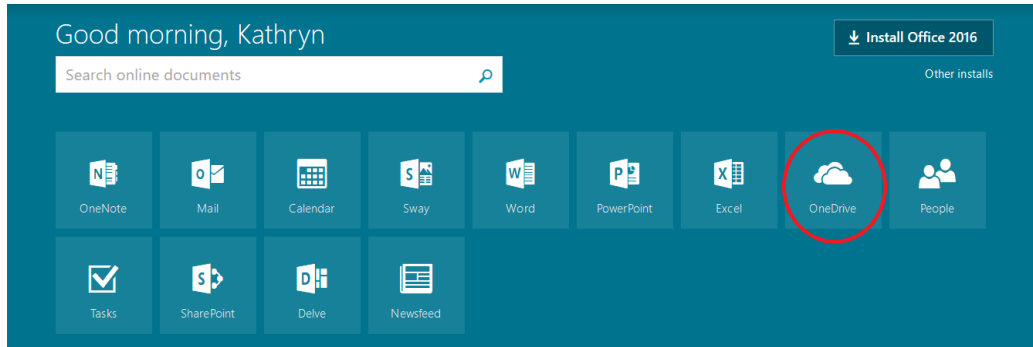 Good morning, Kathryn
Install Office 2016
Search online documents
Other installs
N
O
S
W
P
X
OneNote
Mail
Calendar
Sway
Word
PowerPoint
Excel
OneDrive
People
S
D
Tasks
SharePoint
Delve
Newsfeed